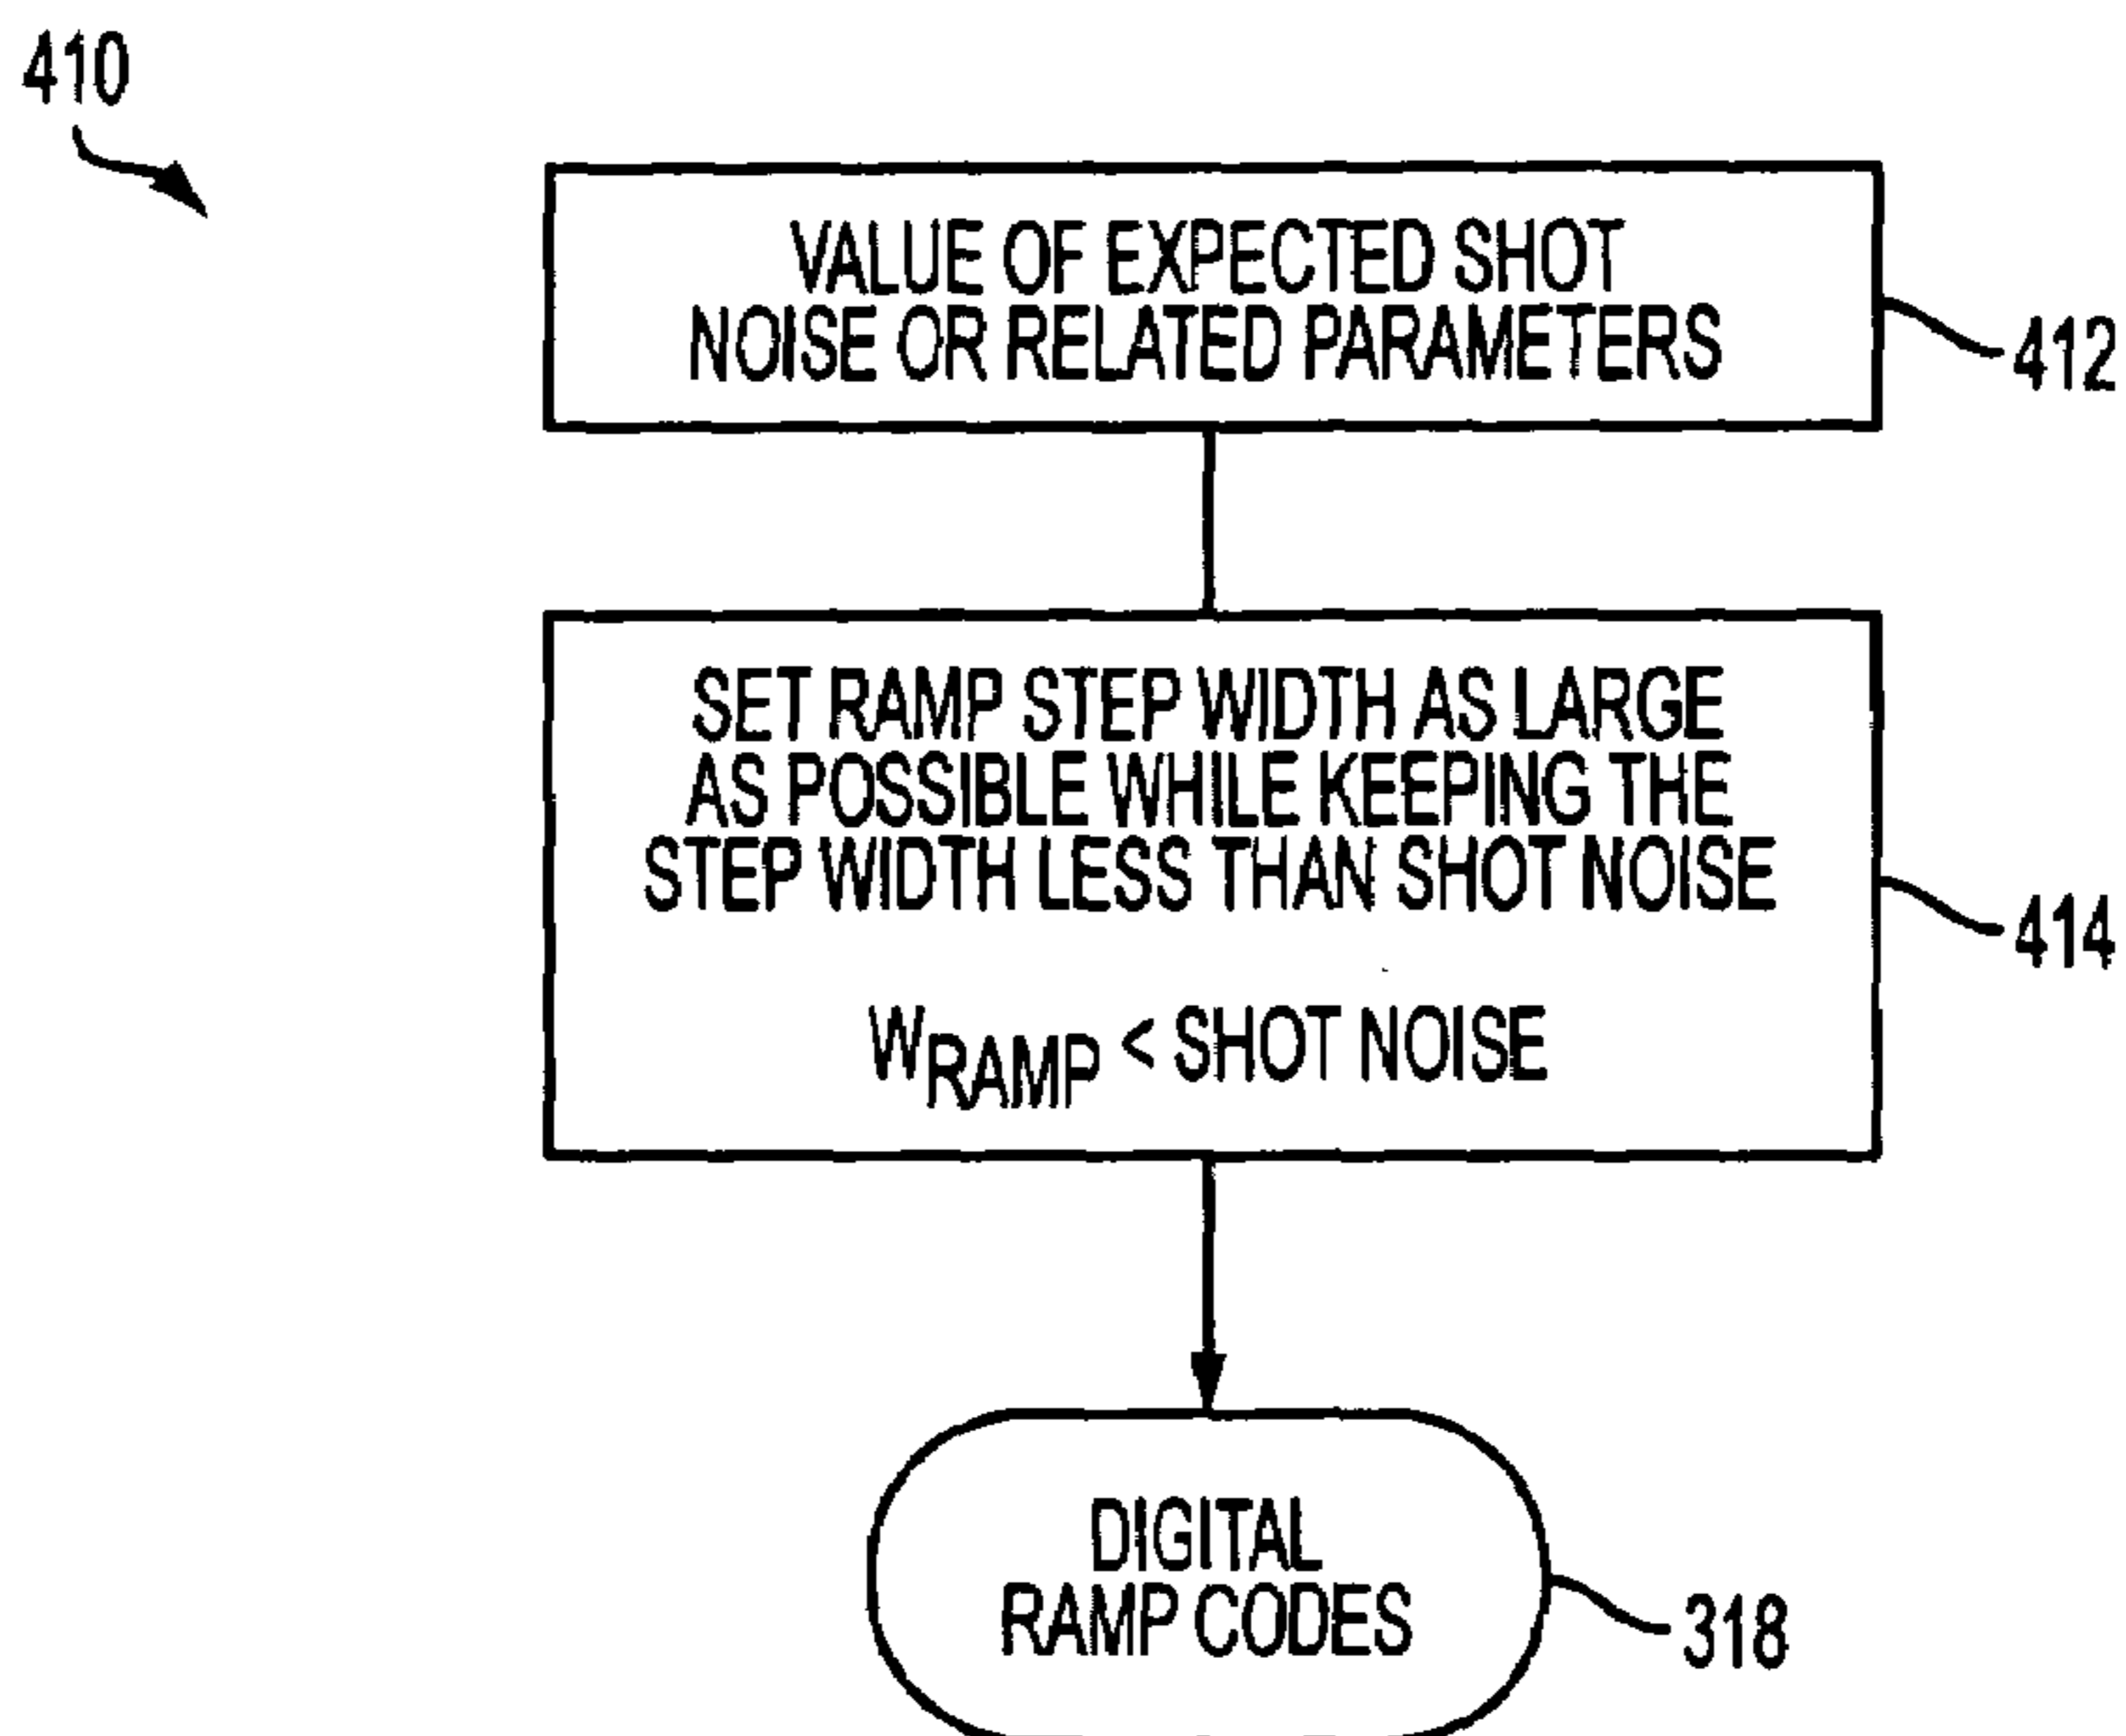 410
VALUE OF EXPECTED SHOT
NOISE OR RELATED PARAMETERS
412
SET RAMP STEP WIDTH AS LARGE
AS POSSIBLE WHILE KEEPING THE
STEP WIDTH LESS THAN SHOT NOISE
414
WRAMP < SHOT NOISE
DIGITAL
RAMP CODES
318